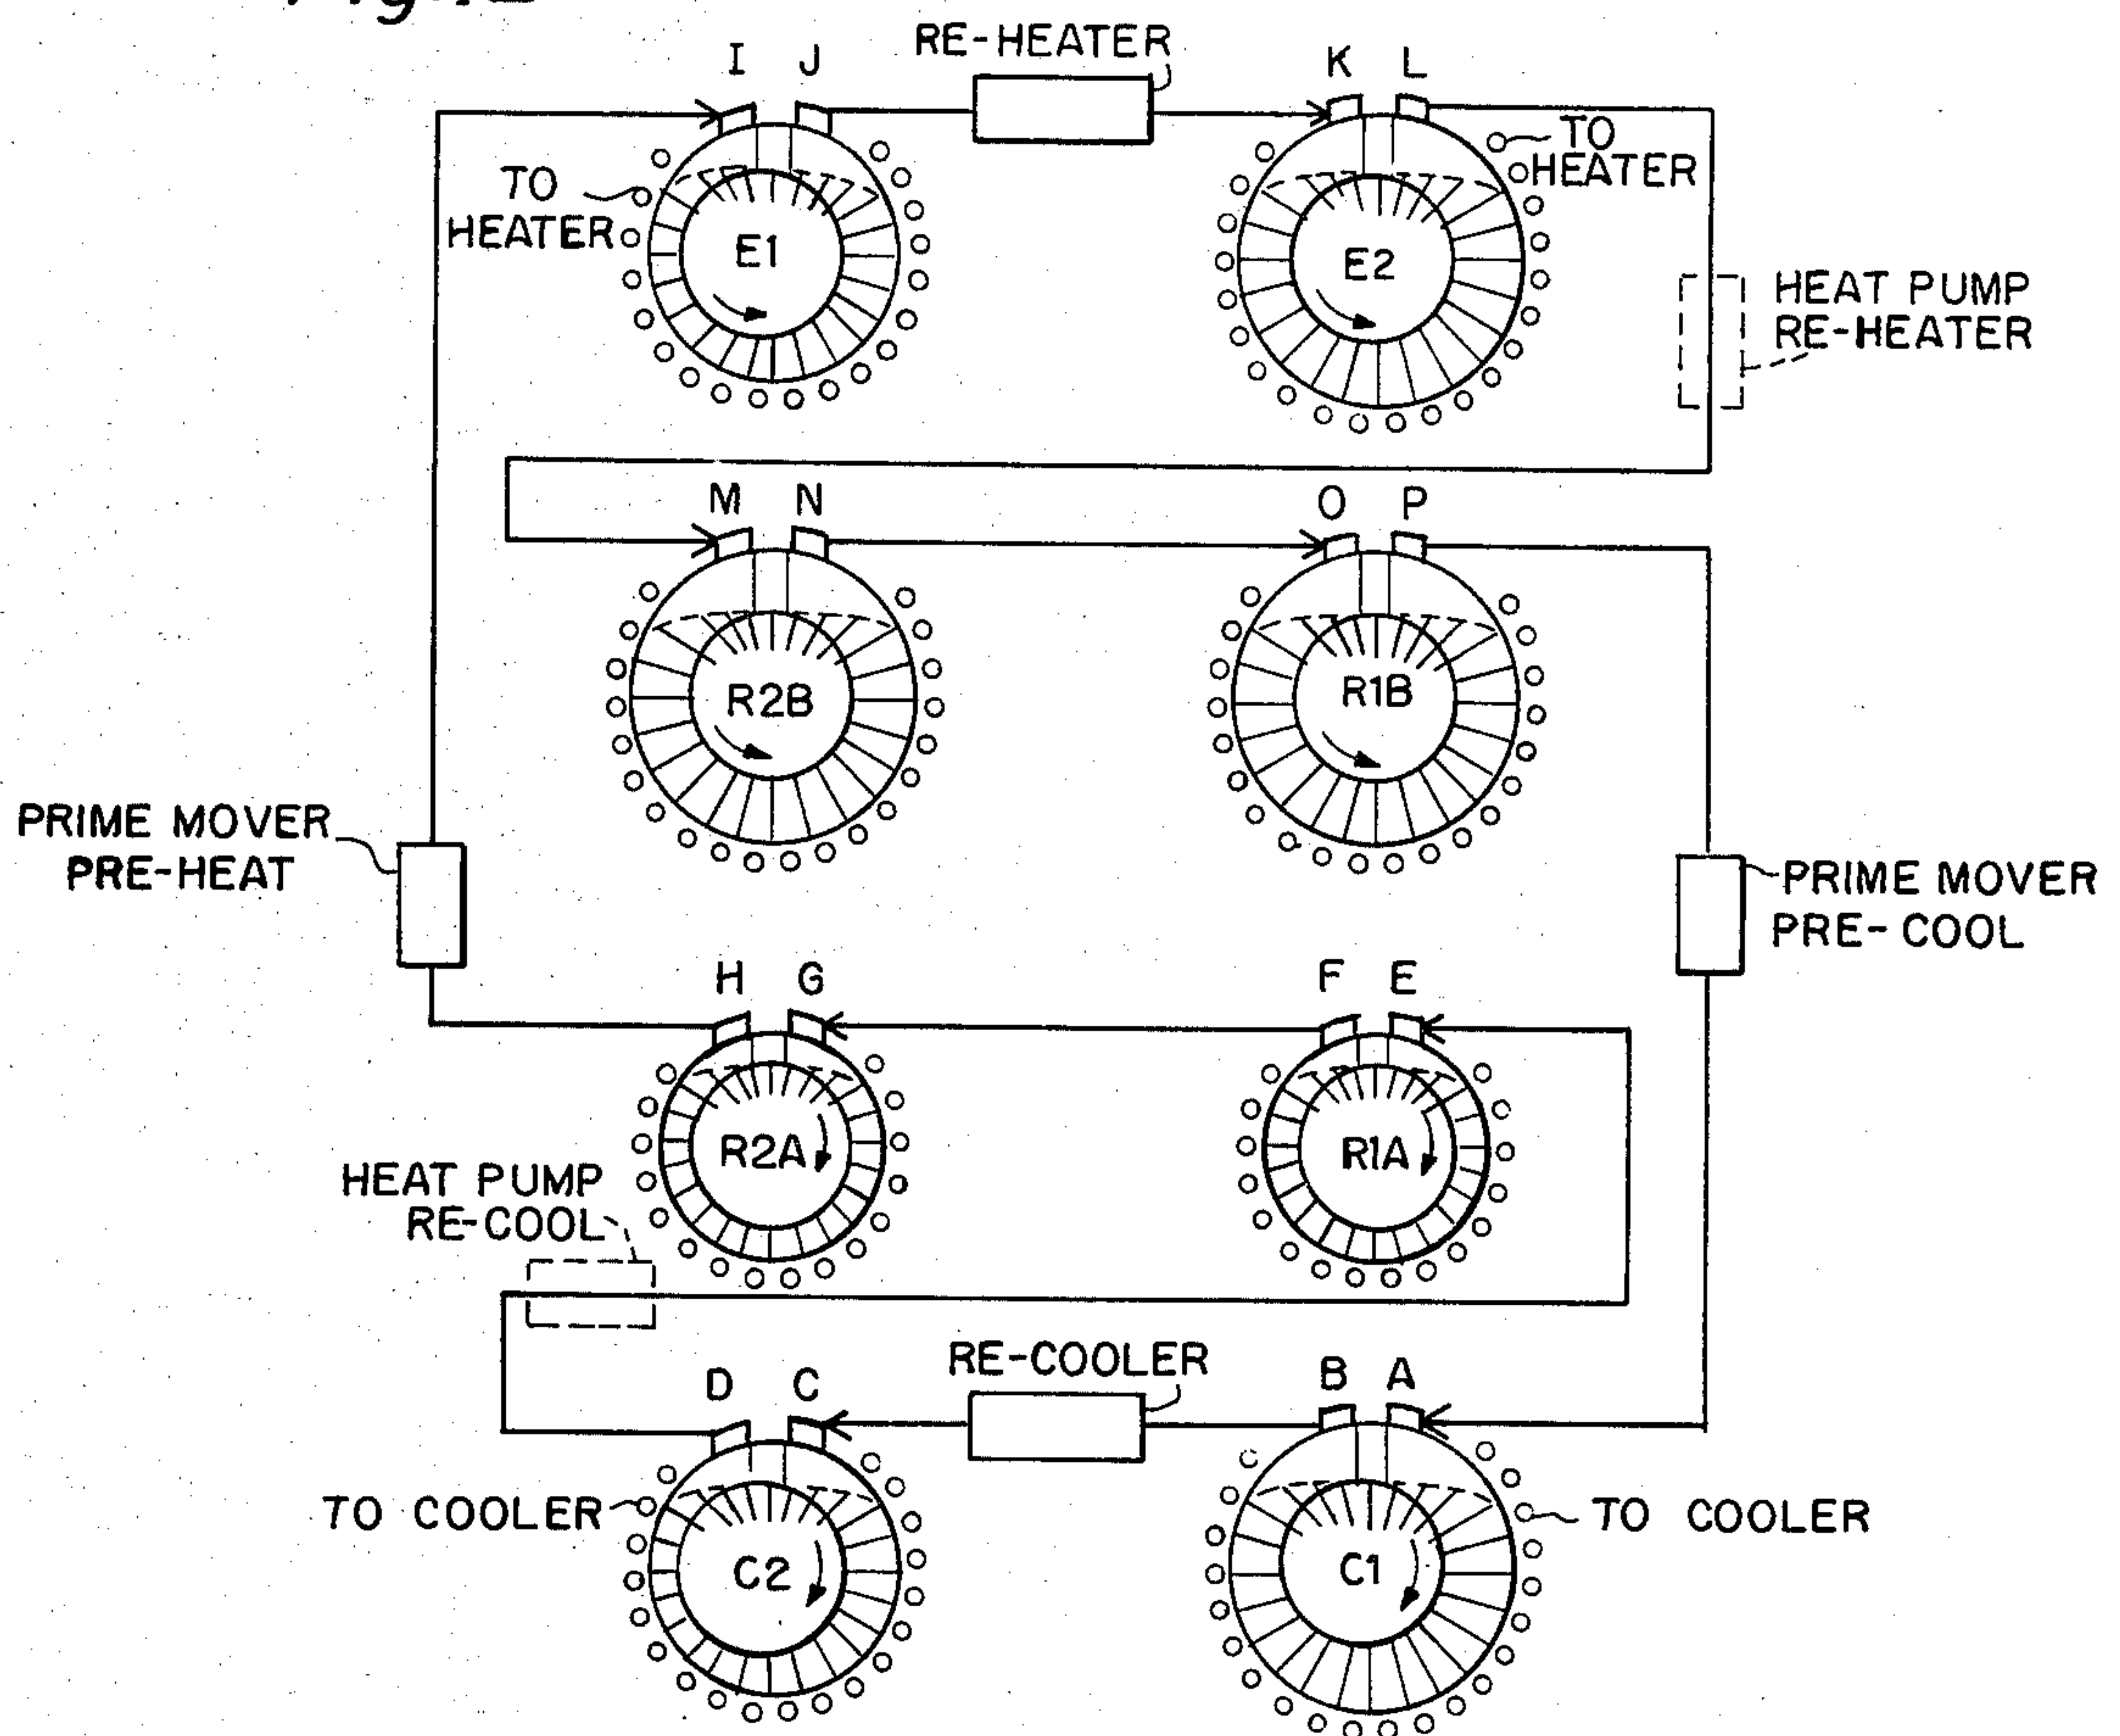 RE-HEATER
I J
K L
TO
HEATER
TO
HEATER
E1
E2
HEAT PUMP
RE-HEATER
M N
O P
R2B
R1B
PRIME MOVER
PRE-HEAT
PRIME MOVER
PRE-COOL
H G
F E
R2A
R1A
HEAT PUMP
RE-COOL
RE-COOLER
D C
B A
TO COOLER
TO COOLER
C2
C1